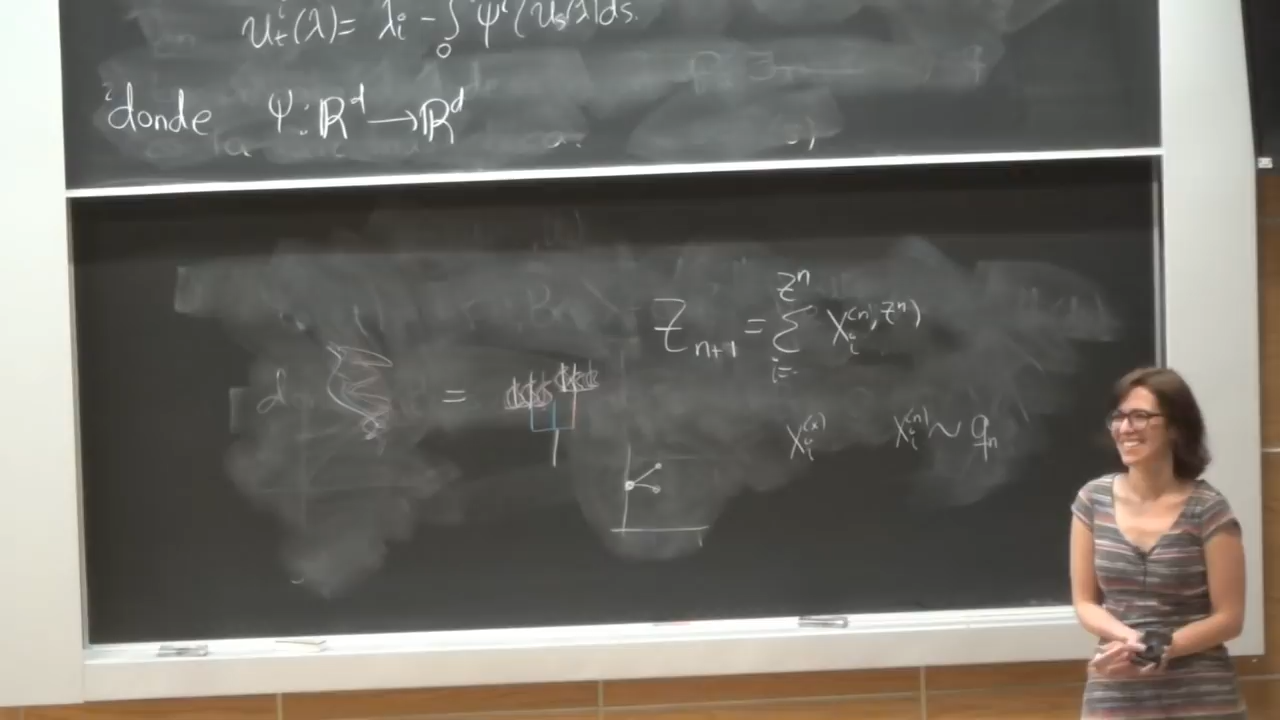 u_t^i(λ) = λ_i - ∫_0 ψ^i(u_s(λ))ds.
donde ψ: ℝ^d → ℝ^d
Z_{n+1} = Σ_{i=}^{Z^n} X_i^{(n, Z^n)}
d =
X_i^{(x)} X_i^{(n)} ~ q_n